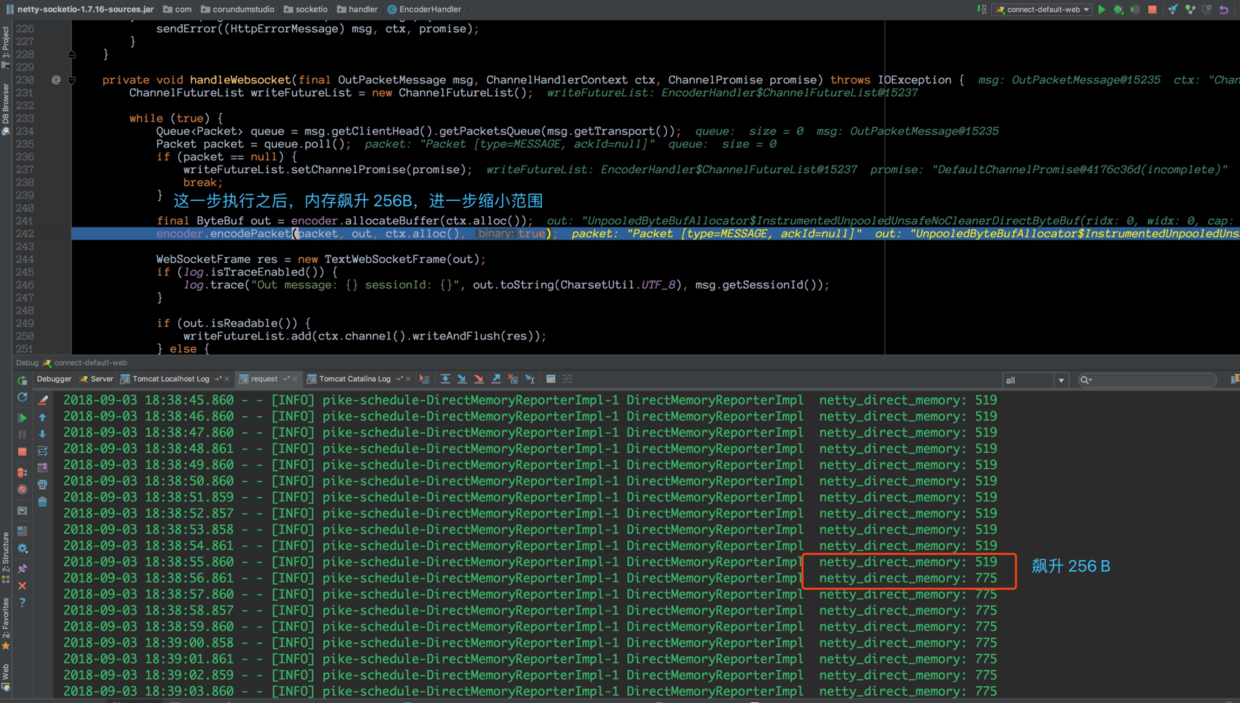 netty-socketio-1.7.16-sources.jar com corundumstudio socketio handler EncoderHandler connect-default-web
226 sendError((HttpErrorMessage) msg, ctx, promise);
227 }
228 }
229
230 @ private void handleWebsocket(final OutPacketMessage msg, ChannelHandlerContext ctx, ChannelPromise promise) throws IOException { msg: OutPacketMessage@15235 ctx: "Chan
231 ChannelFutureList writeFutureList = new ChannelFutureList(); writeFutureList: EncoderHandler$ChannelFutureList@15237
232
233 while (true) {
234 Queue<Packet> queue = msg.getClientHead().getPacketsQueue(msg.getTransport()); queue: size = 0 msg: OutPacketMessage@15235
235 Packet packet = queue.poll(); packet: "Packet [type=MESSAGE, ackId=null]" queue: size = 0
236 if (packet == null) {
237 writeFutureList.setChannelPromise(promise); writeFutureList: EncoderHandler$ChannelFutureList@15237 promise: "DefaultChannelPromise@4176c36d(incomplete)"
238 break;
239 }
这一步执行之后，内存飙升 256B，进一步缩小范围
240
241 final ByteBuf out = encoder.allocateBuffer(ctx.alloc()); out: "UnpooledByteBufAllocator$InstrumentedUnpooledUnsafeNoCleanerDirectByteBuf(ridx: 0, widx: 0, cap:
242 encoder.encodePacket(packet, out, ctx.alloc(), binary: true); packet: "Packet [type=MESSAGE, ackId=null]" out: "UnpooledByteBufAllocator$InstrumentedUnpooledUns
243
244 WebSocketFrame res = new TextWebSocketFrame(out);
245 if (log.isTraceEnabled()) {
246 log.trace("Out message: {} sessionId: {}", out.toString(CharsetUtil.UTF_8), msg.getSessionId());
247 }
248
249 if (out.isReadable()) {
250 writeFutureList.add(ctx.channel().writeAndFlush(res));
251 } else {
1: Project
DB Browser
Z: Structure
2: Favorites
Web
Debug connect-default-web
Debugger Server Tomcat Localhost Log request Tomcat Catalina Log all
2018-09-03 18:38:45.860 - - [INFO] pike-schedule-DirectMemoryReporterImpl-1 DirectMemoryReporterImpl netty_direct_memory: 519
2018-09-03 18:38:46.860 - - [INFO] pike-schedule-DirectMemoryReporterImpl-1 DirectMemoryReporterImpl netty_direct_memory: 519
2018-09-03 18:38:47.860 - - [INFO] pike-schedule-DirectMemoryReporterImpl-1 DirectMemoryReporterImpl netty_direct_memory: 519
2018-09-03 18:38:48.861 - - [INFO] pike-schedule-DirectMemoryReporterImpl-1 DirectMemoryReporterImpl netty_direct_memory: 519
2018-09-03 18:38:49.860 - - [INFO] pike-schedule-DirectMemoryReporterImpl-1 DirectMemoryReporterImpl netty_direct_memory: 519
2018-09-03 18:38:50.860 - - [INFO] pike-schedule-DirectMemoryReporterImpl-1 DirectMemoryReporterImpl netty_direct_memory: 519
2018-09-03 18:38:51.859 - - [INFO] pike-schedule-DirectMemoryReporterImpl-1 DirectMemoryReporterImpl netty_direct_memory: 519
2018-09-03 18:38:52.857 - - [INFO] pike-schedule-DirectMemoryReporterImpl-1 DirectMemoryReporterImpl netty_direct_memory: 519
2018-09-03 18:38:53.858 - - [INFO] pike-schedule-DirectMemoryReporterImpl-1 DirectMemoryReporterImpl netty_direct_memory: 519
2018-09-03 18:38:54.861 - - [INFO] pike-schedule-DirectMemoryReporterImpl-1 DirectMemoryReporterImpl netty_direct_memory: 519
2018-09-03 18:38:55.860 - - [INFO] pike-schedule-DirectMemoryReporterImpl-1 DirectMemoryReporterImpl netty_direct_memory: 519
飙升 256 B
2018-09-03 18:38:56.861 - - [INFO] pike-schedule-DirectMemoryReporterImpl-1 DirectMemoryReporterImpl netty_direct_memory: 775
2018-09-03 18:38:57.860 - - [INFO] pike-schedule-DirectMemoryReporterImpl-1 DirectMemoryReporterImpl netty_direct_memory: 775
2018-09-03 18:38:58.857 - - [INFO] pike-schedule-DirectMemoryReporterImpl-1 DirectMemoryReporterImpl netty_direct_memory: 775
2018-09-03 18:38:59.860 - - [INFO] pike-schedule-DirectMemoryReporterImpl-1 DirectMemoryReporterImpl netty_direct_memory: 775
2018-09-03 18:39:00.858 - - [INFO] pike-schedule-DirectMemoryReporterImpl-1 DirectMemoryReporterImpl netty_direct_memory: 775
2018-09-03 18:39:01.861 - - [INFO] pike-schedule-DirectMemoryReporterImpl-1 DirectMemoryReporterImpl netty_direct_memory: 775
2018-09-03 18:39:02.859 - - [INFO] pike-schedule-DirectMemoryReporterImpl-1 DirectMemoryReporterImpl netty_direct_memory: 775
2018-09-03 18:39:03.860 - - [INFO] pike-schedule-DirectMemoryReporterImpl-1 DirectMemoryReporterImpl netty_direct_memory: 775